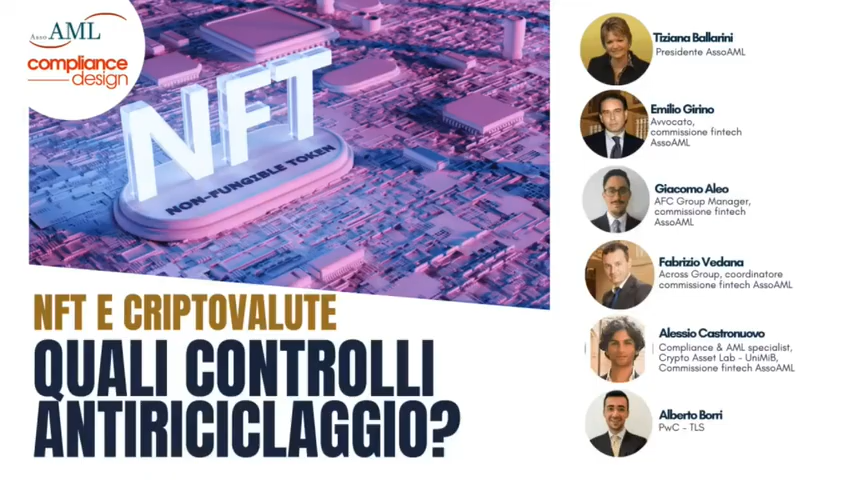 Asso AML
compliance
design
NFT
NON-FUNGIBLE TOKEN
NFT E CRIPTOVALUTE
QUALI CONTROLLI
ANTIRICICLAGGIO?
Tiziana Ballarini
Presidente AssoAML
Emilio Girino
Avvocato,
commissione fintech
AssoAML
Giacomo Aleo
AFC Group Manager,
commissione fintech
AssoAML
Fabrizio Vedana
Across Group, coordinatore
commissione fintech AssoAML
Alessio Castronuovo
Compliance & AML specialist,
Crypto Asset Lab - UniMiB,
Commissione fintech AssoAML
Alberto Borri
PwC - TLS